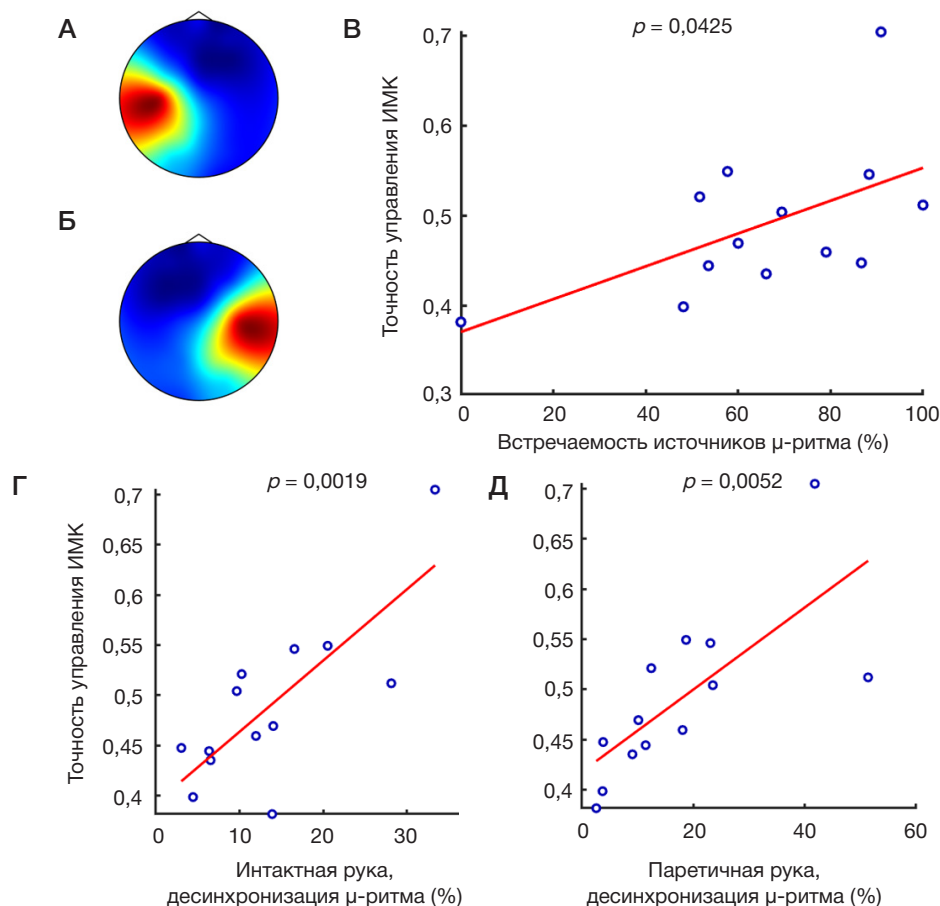 А
Б
В
p = 0,0425
Точность управления ИМК
0,7
0,6
0,5
0,4
0,3
0
20
40
60
80
100
Встречаемость источников μ-ритма (%)
Г
p = 0,0019
Точность управления ИМК
0,7
0,65
0,6
0,55
0,5
0,45
0,4
0
10
20
30
Интактная рука,
десинхронизация μ-ритма (%)
Д
p = 0,0052
0,7
0,65
0,6
0,55
0,5
0,45
0,4
0
20
40
60
Паретичная рука,
десинхронизация μ-ритма (%)